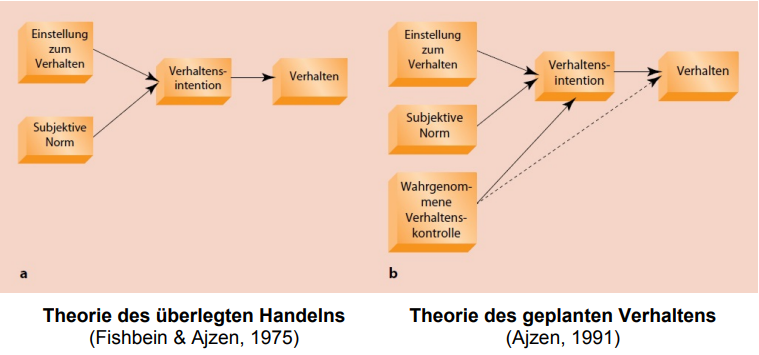 Einstellung
zum
Verhalten
Subjektive
Norm
Verhaltens-
intention
Verhalten
a
Einstellung
zum
Verhalten
Subjektive
Norm
Wahrgenom-
mene
Verhaltens-
kontrolle
Verhaltens-
intention
Verhalten
b
Theorie des überlegten Handelns
(Fishbein & Ajzen, 1975)
Theorie des geplanten Verhaltens
(Ajzen, 1991)